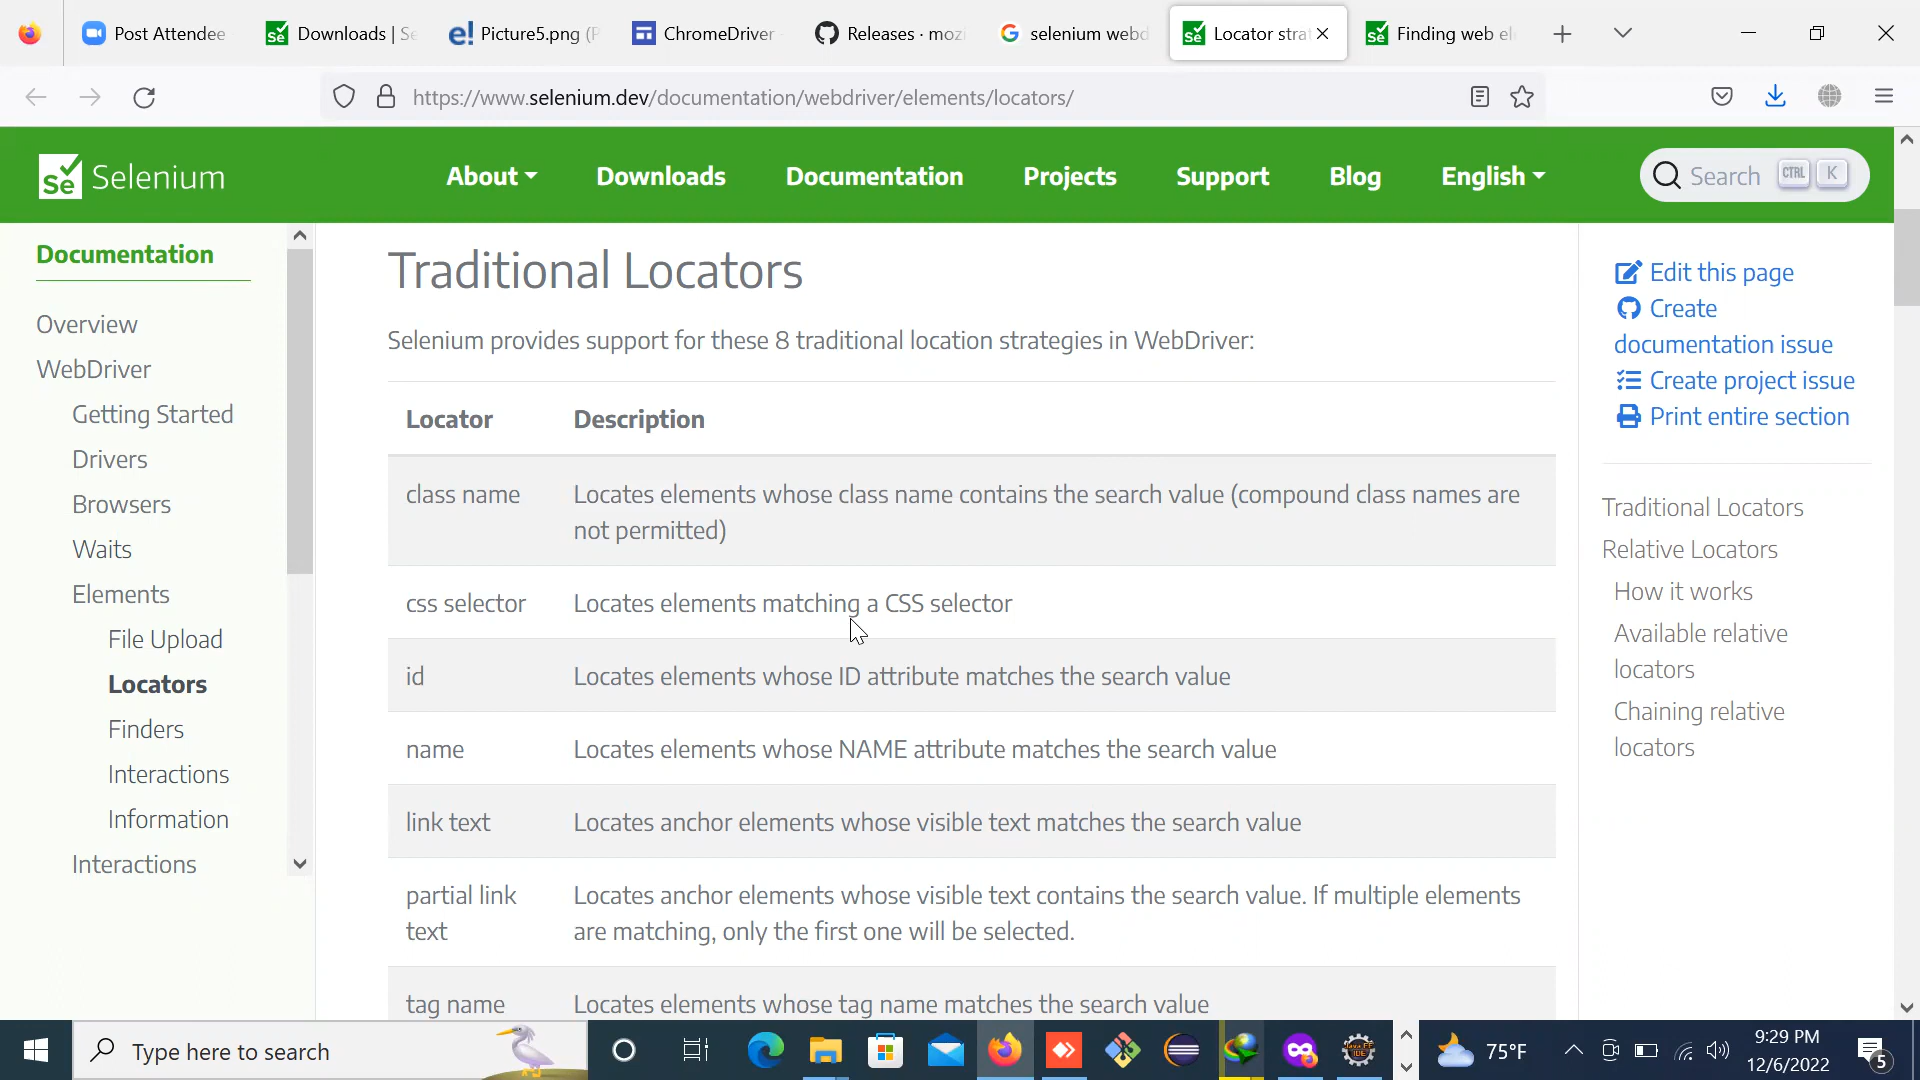 Post Attendee
Downloads | Se
Picture5.png (P
ChromeDriver
Releases · moz
selenium webd
Locator strat
Finding web el
https://www.selenium.dev/documentation/webdriver/elements/locators/
Se Selenium
About
Downloads
Documentation
Projects
Support
Blog
English
Search CTRL K
Documentation
Overview
WebDriver
Getting Started
Drivers
Browsers
Waits
Elements
File Upload
Locators
Finders
Interactions
Information
Interactions
Traditional Locators
Selenium provides support for these 8 traditional location strategies in WebDriver:
Locator Description
class name Locates elements whose class name contains the search value (compound class names are
not permitted)
css selector Locates elements matching a CSS selector
id Locates elements whose ID attribute matches the search value
name Locates elements whose NAME attribute matches the search value
link text Locates anchor elements whose visible text matches the search value
partial link Locates anchor elements whose visible text contains the search value. If multiple elements
text are matching, only the first one will be selected.
tag name Locates elements whose tag name matches the search value
Edit this page
Create
documentation issue
Create project issue
Print entire section
Traditional Locators
Relative Locators
How it works
Available relative
locators
Chaining relative
locators
Type here to search
75°F
9:29 PM
12/6/2022
5